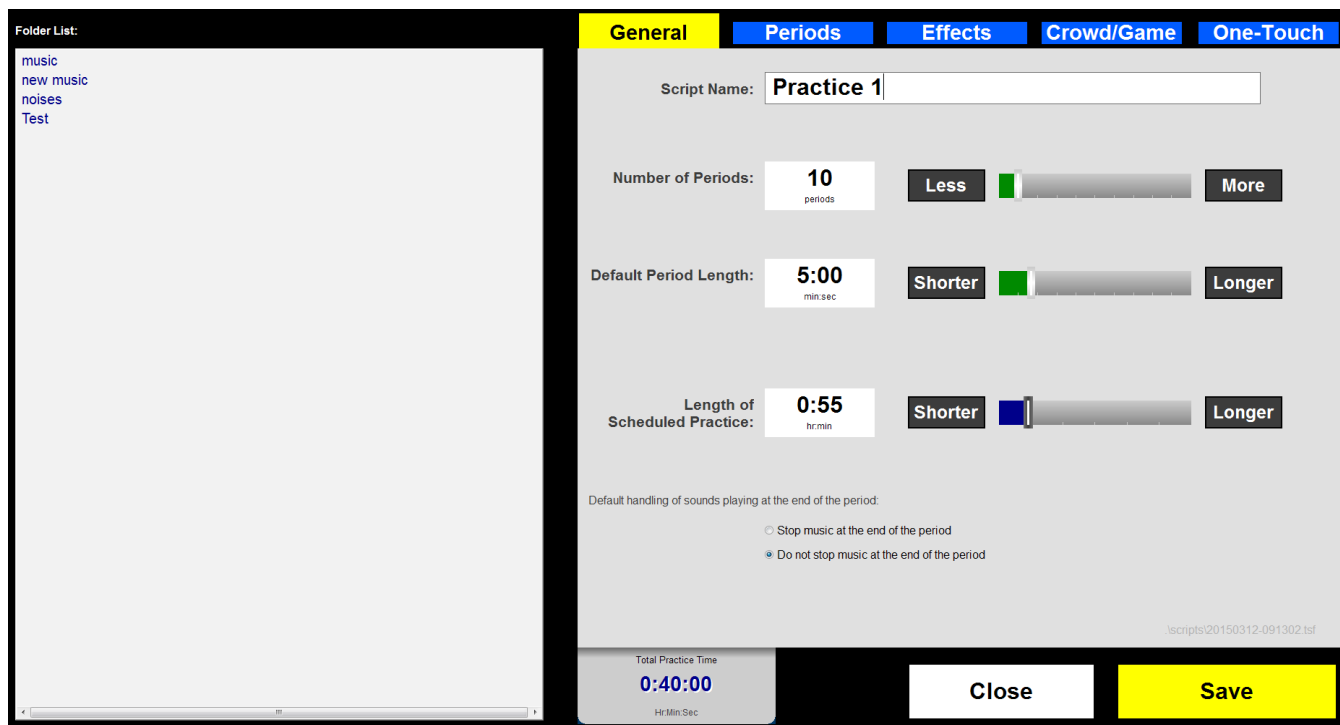 Folder List:
music
new music
noises
Test
General Periods Effects Crowd/Game One-Touch
Script Name: Practice 1
Number of Periods: 10 periods Less More
Default Period Length: 5:00 min:sec Shorter Longer
Length of
Scheduled Practice: 0:55 hr:min Shorter Longer
Default handling of sounds playing at the end of the period:
Stop music at the end of the period
Do not stop music at the end of the period
.\scripts\20150312-091302.tsf
Total Practice Time
0:40:00
Hr:Min:Sec
Close Save